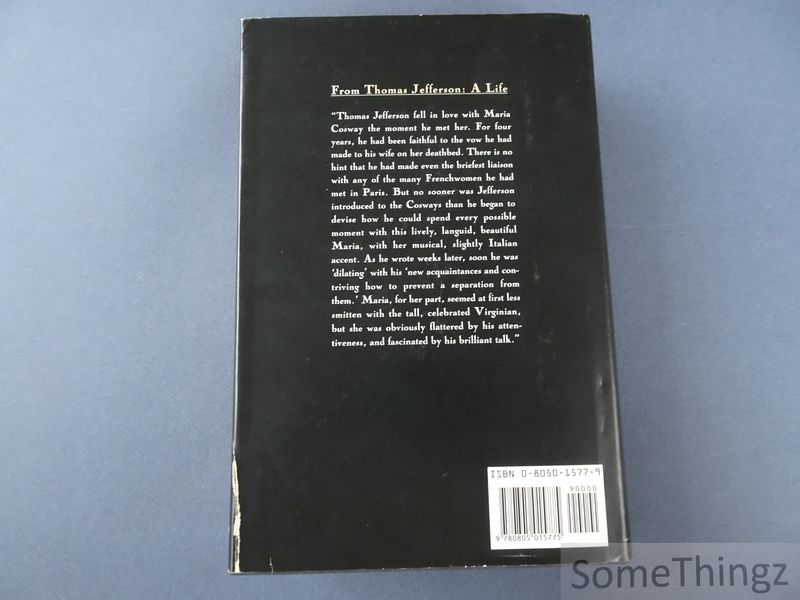 From Thomas Jefferson: A Life
“Thomas Jefferson fell in love with Maria
Cosway the moment he met her. For four
years, he had been faithful to the vow he had
made to his wife on her deathbed. There is no
hint that he had made even the briefest liaison
with any of the many Frenchwomen he had
met in Paris. But no sooner was Jefferson
introduced to the Cosways than he began to
devise how he could spend every possible
moment with this lively, languid, beautiful
Maria, with her musical, slightly Italian
accent. As he wrote weeks later, soon he was
‘dilating’ with his ‘new acquaintances and con-
triving how to prevent a separation from
them.’ Maria, for her part, seemed at first less
smitten with the tall, celebrated Virginian,
but she was obviously flattered by his atten-
tiveness, and fascinated by his brilliant talk.”
ISBN 0-8050-1577-9
90000
9 780805 015775
SomeThingz